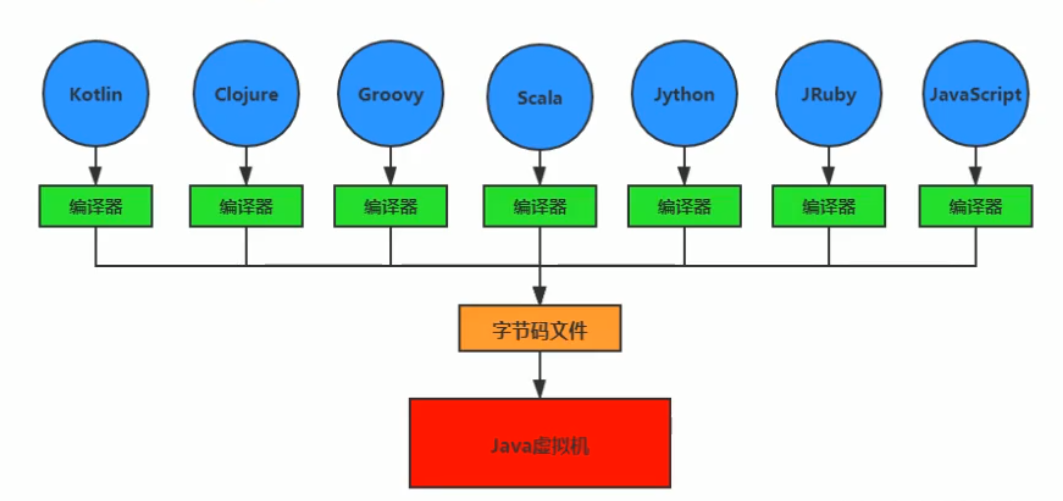 Kotlin
Clojure
Groovy
Scala
Jython
JRuby
JavaScript
编译器
编译器
编译器
编译器
编译器
编译器
编译器
字节码文件
Java虚拟机